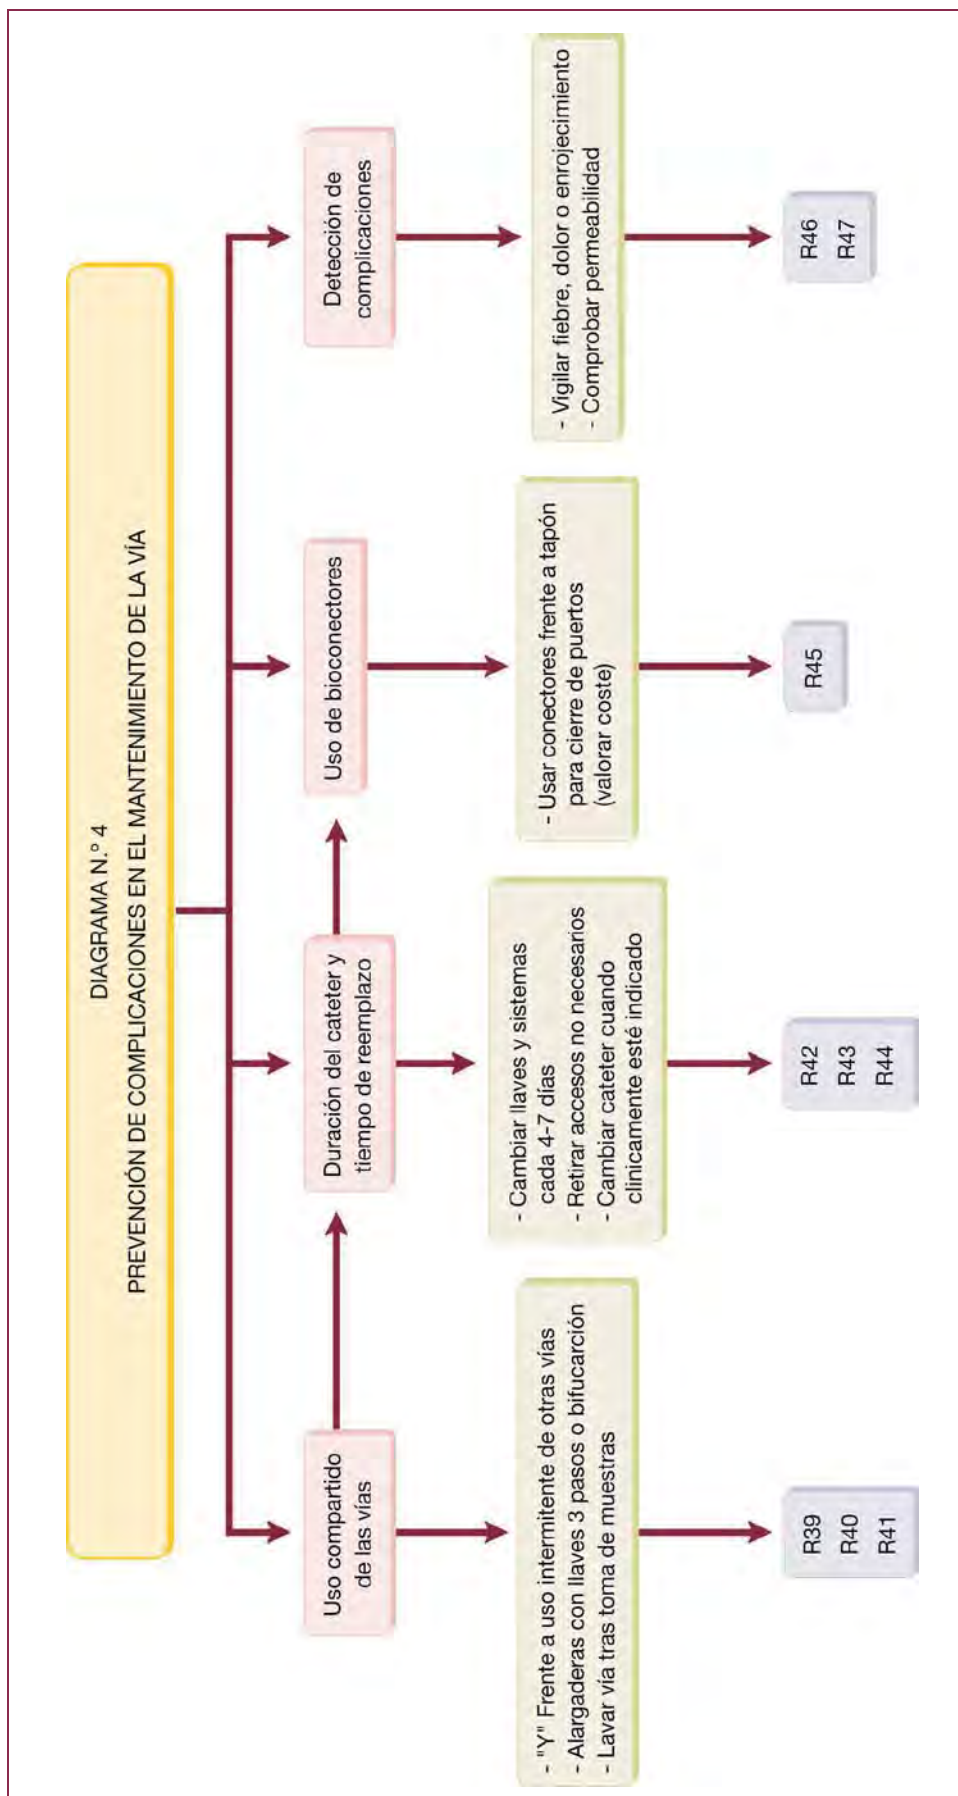 DIAGRAMA N.º 4
PREVENCIÓN DE COMPLICACIONES EN EL MANTENIMIENTO DE LA VÍA
Uso compartido
de las vías
Duración del cateter y
tiempo de reemplazo
Uso de bioconectores
Detección de
complicaciones
- "Y" Frente a uso intermitente de otras vías
- Alargaderas con llaves 3 pasos o bifucarción
- Lavar vía tras toma de muestras
- Cambiar llaves y sistemas
cada 4-7 días
- Retirar accesos no necesarios
- Cambiar cateter cuando
clinicamente esté indicado
- Usar conectores frente a tapón
para cierre de puertos
(valorar coste)
- Vigilar fiebre, dolor o enrojecimiento
- Comprobar permeabilidad
R39
R40
R41
R42
R43
R44
R45
R46
R47